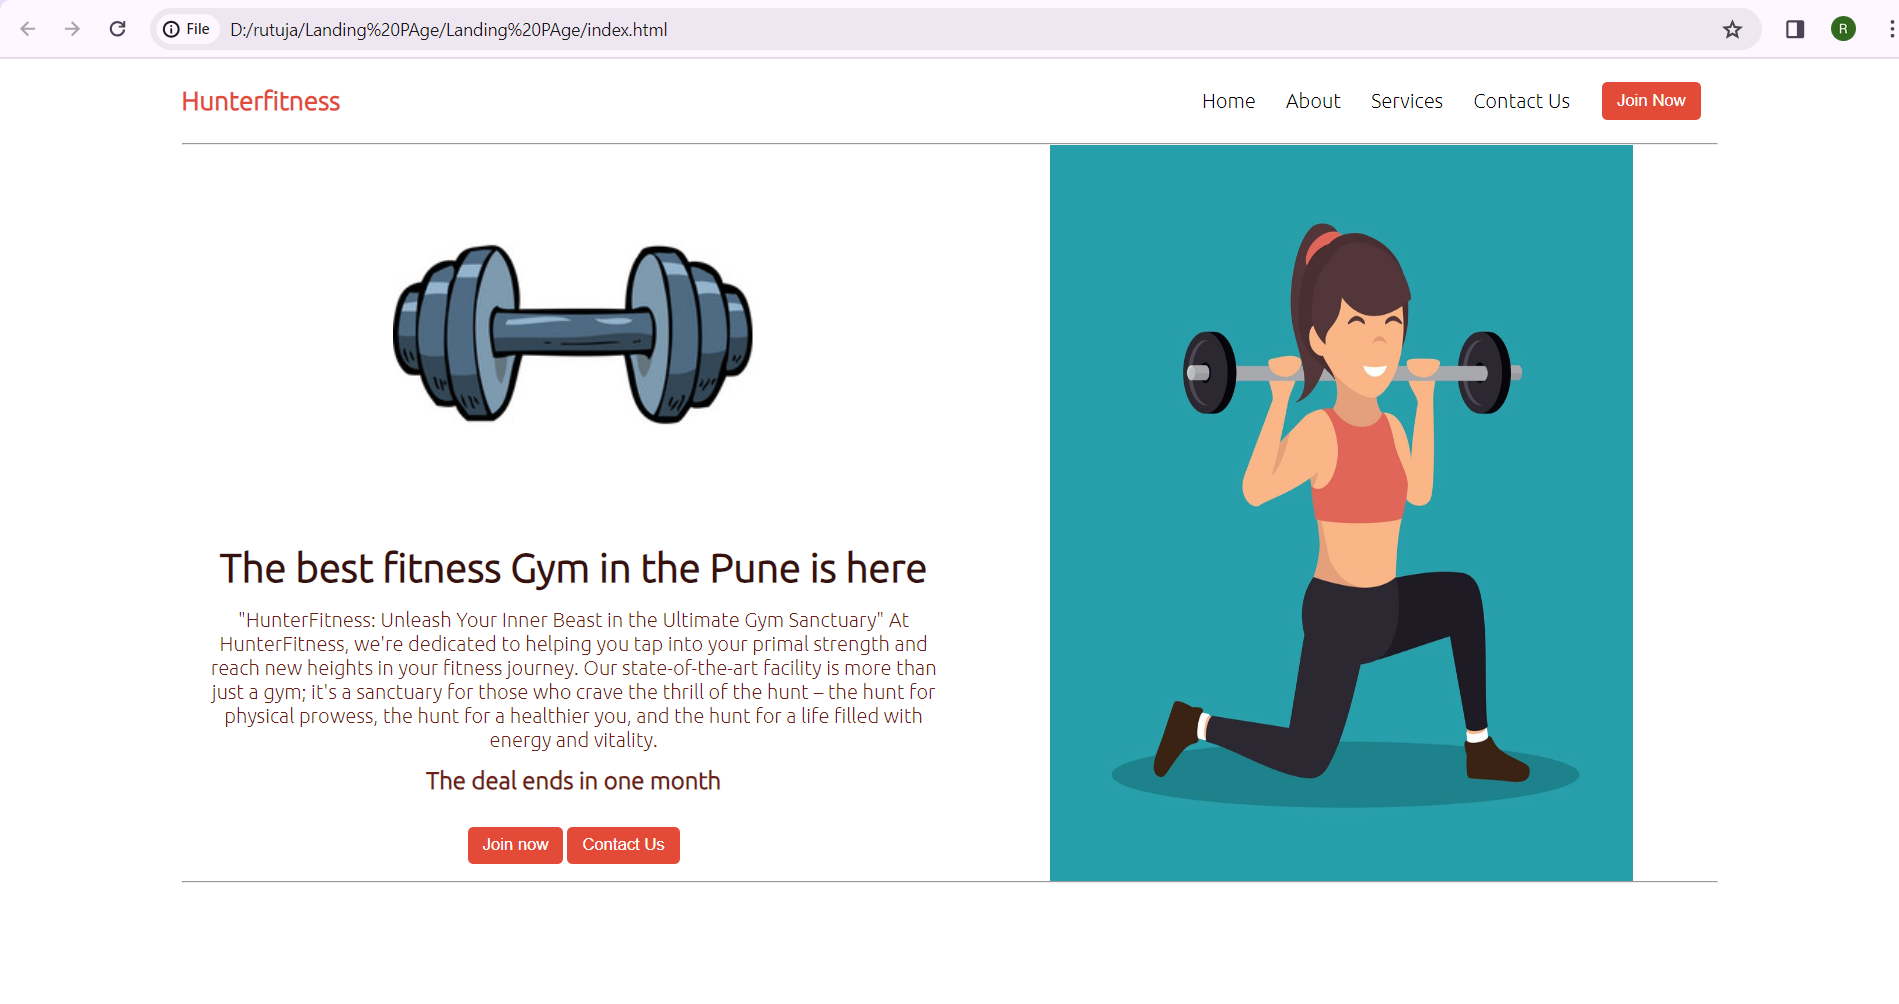 File D:/rutuja/Landing%20PAge/Landing%20PAge/index.html
R
Hunterfitness
Home About Services Contact Us Join Now
The best fitness Gym in the Pune is here
"HunterFitness: Unleash Your Inner Beast in the Ultimate Gym Sanctuary" At
HunterFitness, we're dedicated to helping you tap into your primal strength and
reach new heights in your fitness journey. Our state-of-the-art facility is more than
just a gym; it's a sanctuary for those who crave the thrill of the hunt – the hunt for
physical prowess, the hunt for a healthier you, and the hunt for a life filled with
energy and vitality.
The deal ends in one month
Join now Contact Us